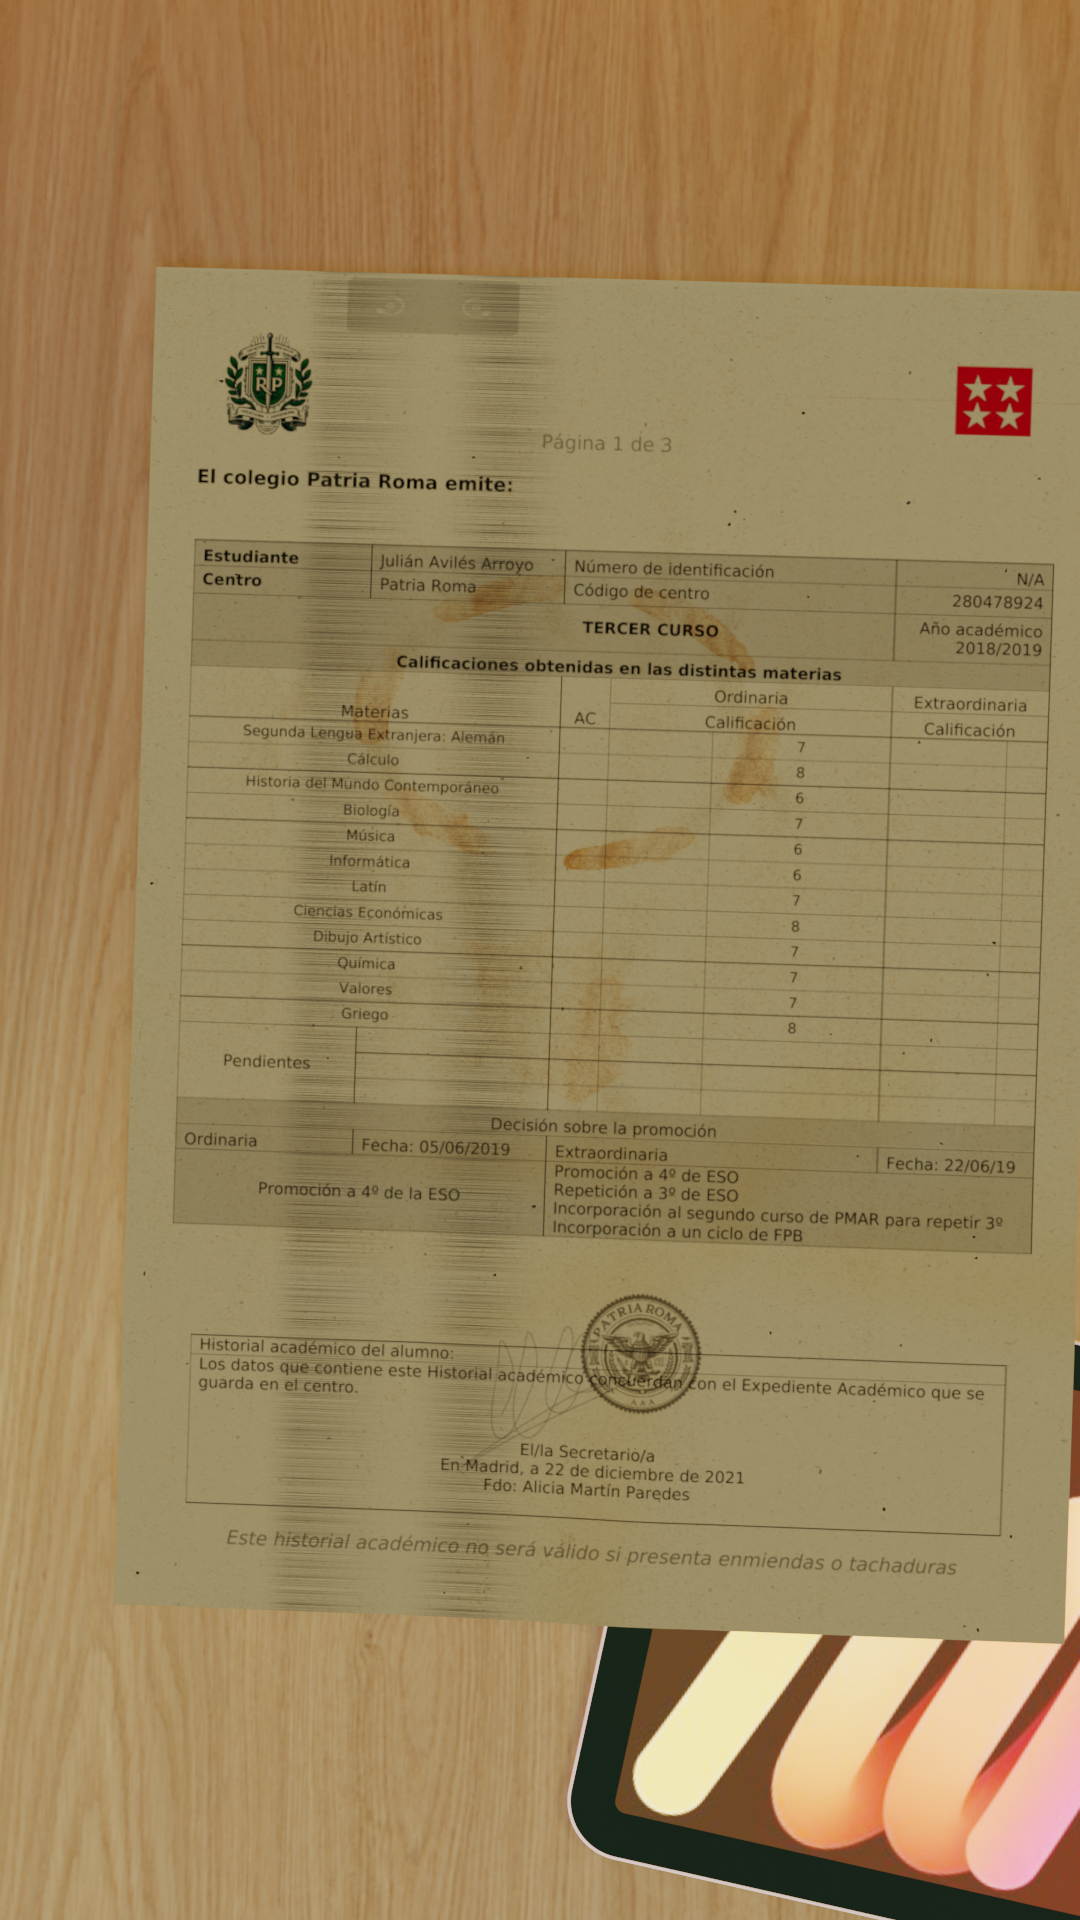 RP
Página 1 de 3
El colegio Patria Roma emite:
Estudiante Julián Avilés Arroyo Número de identificación N/A
Centro Patria Roma Código de centro 280478924
TERCER CURSO Año académico 2018/2019
Calificaciones obtenidas en las distintas materias
Materias AC Ordinaria Extraordinaria
Calificación Calificación
Segunda Lengua Extranjera: Alemán 7
Cálculo 8
Historia del Mundo Contemporáneo 6
Biología 7
Música 6
Informática 6
Latín 7
Ciencias Económicas 8
Dibujo Artístico 7
Química 7
Valores 7
Griego 8
Pendientes
Decisión sobre la promoción
Ordinaria Fecha: 05/06/2019 Extraordinaria Fecha: 22/06/19
Promoción a 4º de la ESO
Promoción a 4º de ESO
Repetición a 3º de ESO
Incorporación al segundo curso de PMAR para repetir 3º
Incorporación a un ciclo de FPB
PATRIA ROMA
AAA
Historial académico del alumno:
Los datos que contiene este Historial académico concuerdan con el Expediente Académico que se
guarda en el centro.
El/la Secretario/a
En Madrid, a 22 de diciembre de 2021
Fdo: Alicia Martín Paredes
Este historial académico no será válido si presenta enmiendas o tachaduras